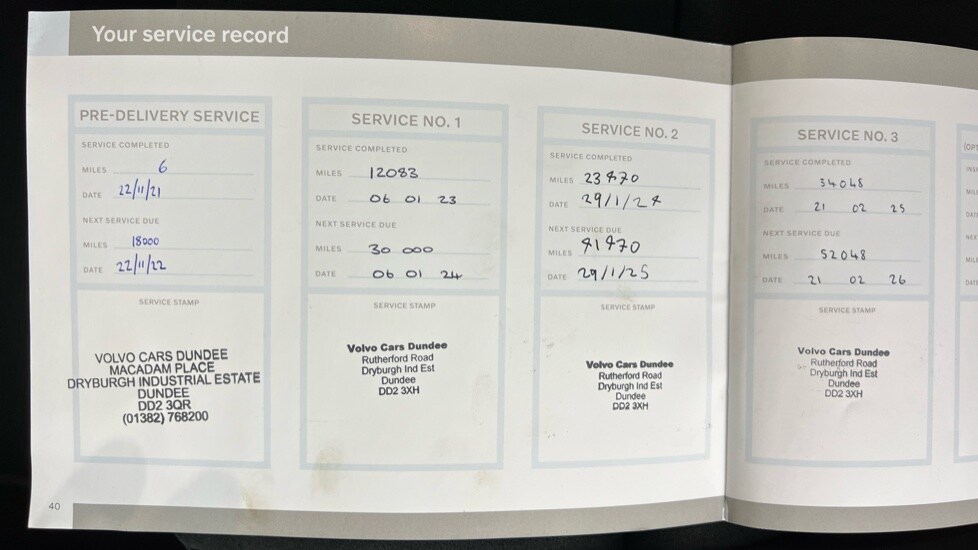 Your service record
PRE-DELIVERY SERVICE
SERVICE COMPLETED
MILES 6
DATE 22/11/21
NEXT SERVICE DUE
MILES 18000
DATE 22/11/22
SERVICE STAMP
VOLVO CARS DUNDEE
MACADAM PLACE
DRYBURGH INDUSTRIAL ESTATE
DUNDEE
DD2 3QR
(01382) 768200
SERVICE NO. 1
SERVICE COMPLETED
MILES 12083
DATE 06 01 23
NEXT SERVICE DUE
MILES 30 000
DATE 06 01 24
SERVICE STAMP
Volvo Cars Dundee
Rutherford Road
Dryburgh Ind Est
Dundee
DD2 3XH
SERVICE NO. 2
SERVICE COMPLETED
MILES 23470
DATE 29/1/24
NEXT SERVICE DUE
MILES 41470
DATE 29/1/25
SERVICE STAMP
Volvo Cars Dundee
Rutherford Road
Dryburgh Ind Est
Dundee
DD2 3XH
SERVICE NO. 3
SERVICE COMPLETED
MILES 34048
DATE 21 02 25
NEXT SERVICE DUE
MILES 52048
DATE 21 02 26
SERVICE STAMP
Volvo Cars Dundee
Rutherford Road
Dryburgh Ind Est
Dundee
DD2 3XH
40